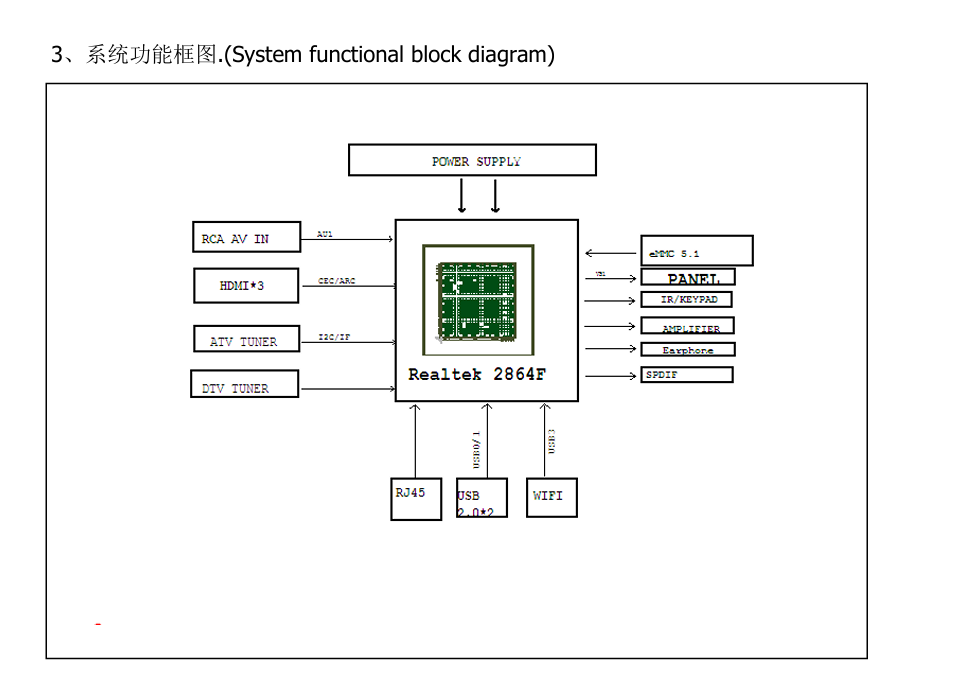 3、系统功能框图.(System functional block diagram)
POWER SUPPLY
RCA AV IN
AU1
eMMC 5.1
HDMI*3
CEC/ARC
PANEL
IR/KEYPAD
ATV TUNER
I2C/IF
AMPLIFIER
Earphone
Realtek 2864F
SPDIF
DTV TUNER
USB0/1
USB3
RJ45
USB
2.0*2
WIFI